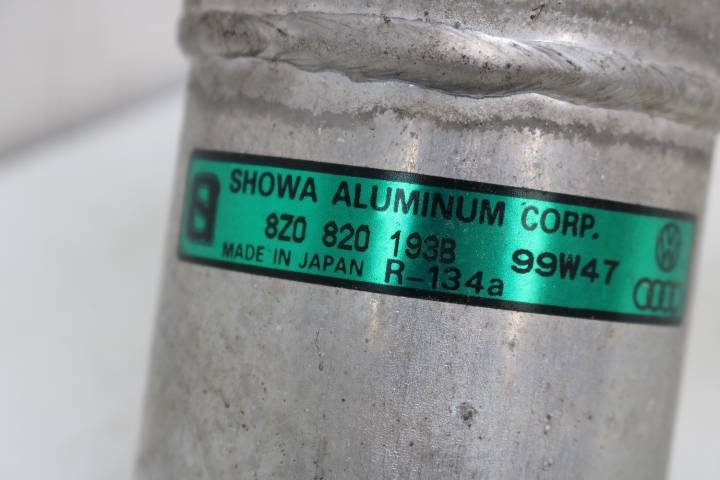 SHOWA ALUMINUM CORP.
8Z0 820 193B 99W47
MADE IN JAPAN R-134a